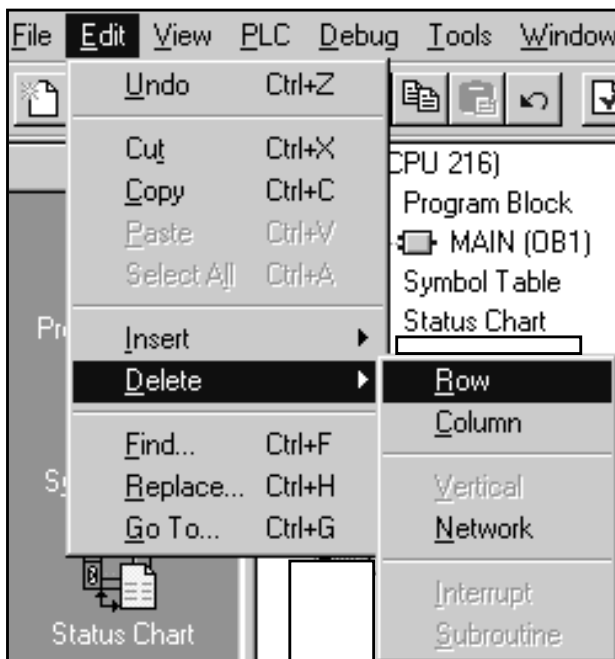 File Edit View PLC Debug Tools Window
Undo Ctrl+Z
Cut Ctrl+X
Copy Ctrl+C
Paste Ctrl+V
Select All Ctrl+A
Insert
Delete
Find... Ctrl+F
Replace... Ctrl+H
Go To... Ctrl+G
CPU 216)
Program Block
MAIN (OB1)
Symbol Table
Status Chart
Row
Column
Vertical
Network
Interrupt
Subroutine
Status Chart